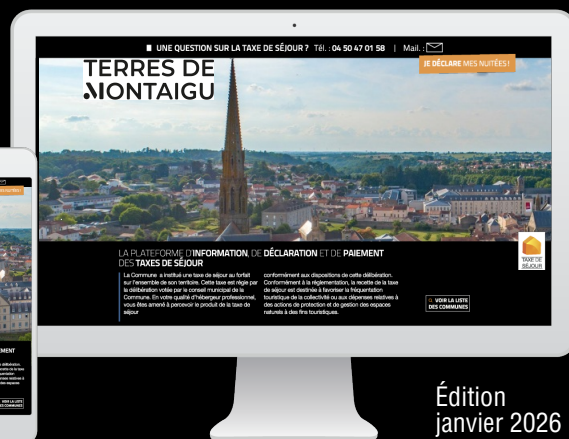 UNE QUESTION SUR LA TAXE DE SÉJOUR ? Tél. : 04 50 47 01 58 | Mail. :
JE DÉCLARE MES NUITÉES !
TERRES DE
MONTAIGU
LA PLATEFORME D'INFORMATION, DE DÉCLARATION ET DE PAIEMENT
DES TAXES DE SÉJOUR
La Commune a institué une taxe de séjour au forfait
sur l'ensemble de son territoire. Cette taxe est régie par
la délibération votée par le conseil municipal de la
Commune. En votre qualité d'hébergeur professionnel,
vous êtes amené à percevoir le produit de la taxe de
séjour
conformément aux dispositions de cette délibération.
Conformément à la réglementation, la recette de la taxe
de séjour est destinée à favoriser la fréquentation
touristique de la collectivité ou aux dépenses relatives à
des actions de protection et de gestion des espaces
naturels à des fins touristiques.
TAXE DE
SÉJOUR
VOIR LA LISTE
DES COMMUNES
Édition
janvier 2026